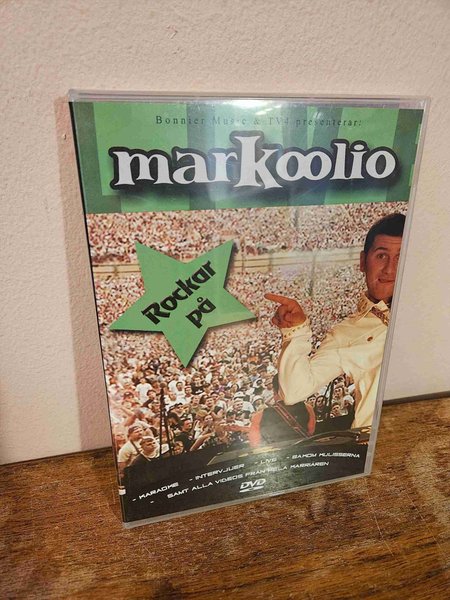 Bonnier Music & TV4 presenterar:
markoolio
Rockar
på
- KARAOKE - INTERVJUER - LIVE - BAKOM KULISSERNA
- SAMT ALLA VIDEOS FRÅN HELA KARRIÄREN
DVD